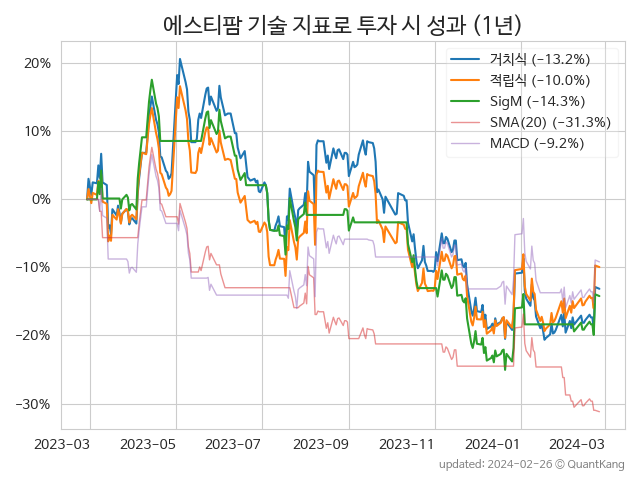 에스티팜 기술 지표로 투자 시 성과 (1년)
거치식 (−13.2%)
적립식 (−10.0%)
SigM (−14.3%)
SMA(20) (−31.3%)
MACD (−9.2%)
20%
10%
0%
−10%
−20%
−30%
2023-03 2023-05 2023-07 2023-09 2023-11 2024-01 2024-03
updated: 2024-02-26 © QuantKang